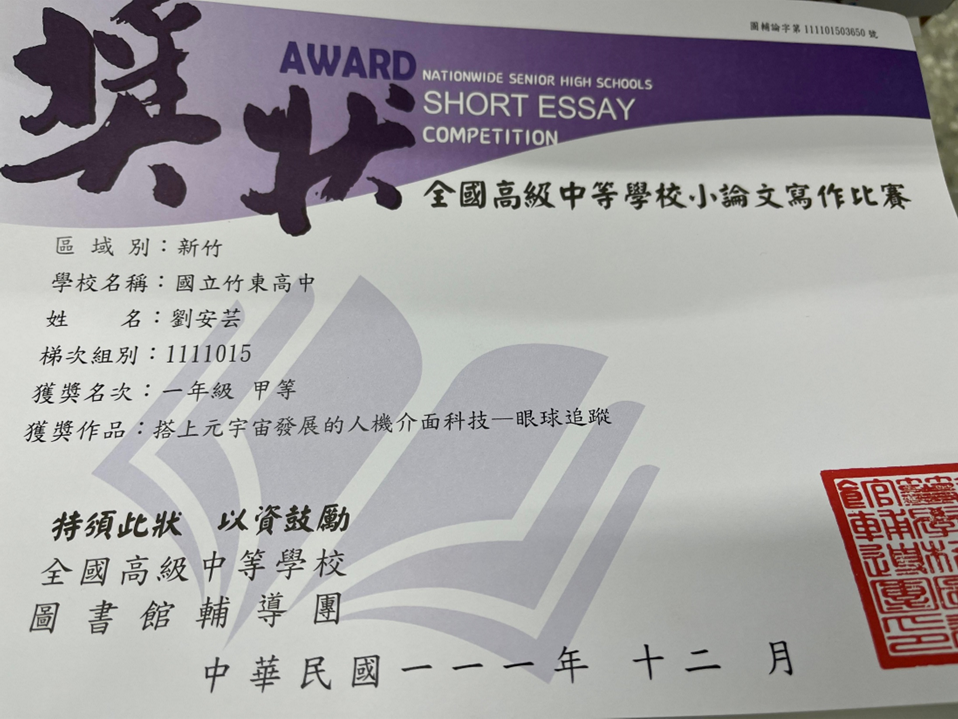 團輔論字第 111101503650 號
獎狀
AWARD
NATIONWIDE SENIOR HIGH SCHOOLS
SHORT ESSAY
COMPETITION
全國高級中等學校小論文寫作比賽
區域別：新竹
學校名稱：國立竹東高中
姓　　名：劉安芸
梯次組別：1111015
獲獎名次：一年級 甲等
獲獎作品：搭上元宇宙發展的人機介面科技—眼球追蹤
特頒此狀　以資鼓勵
全國高級中等學校
圖書館輔導團
中華民國一一一年 十二 月